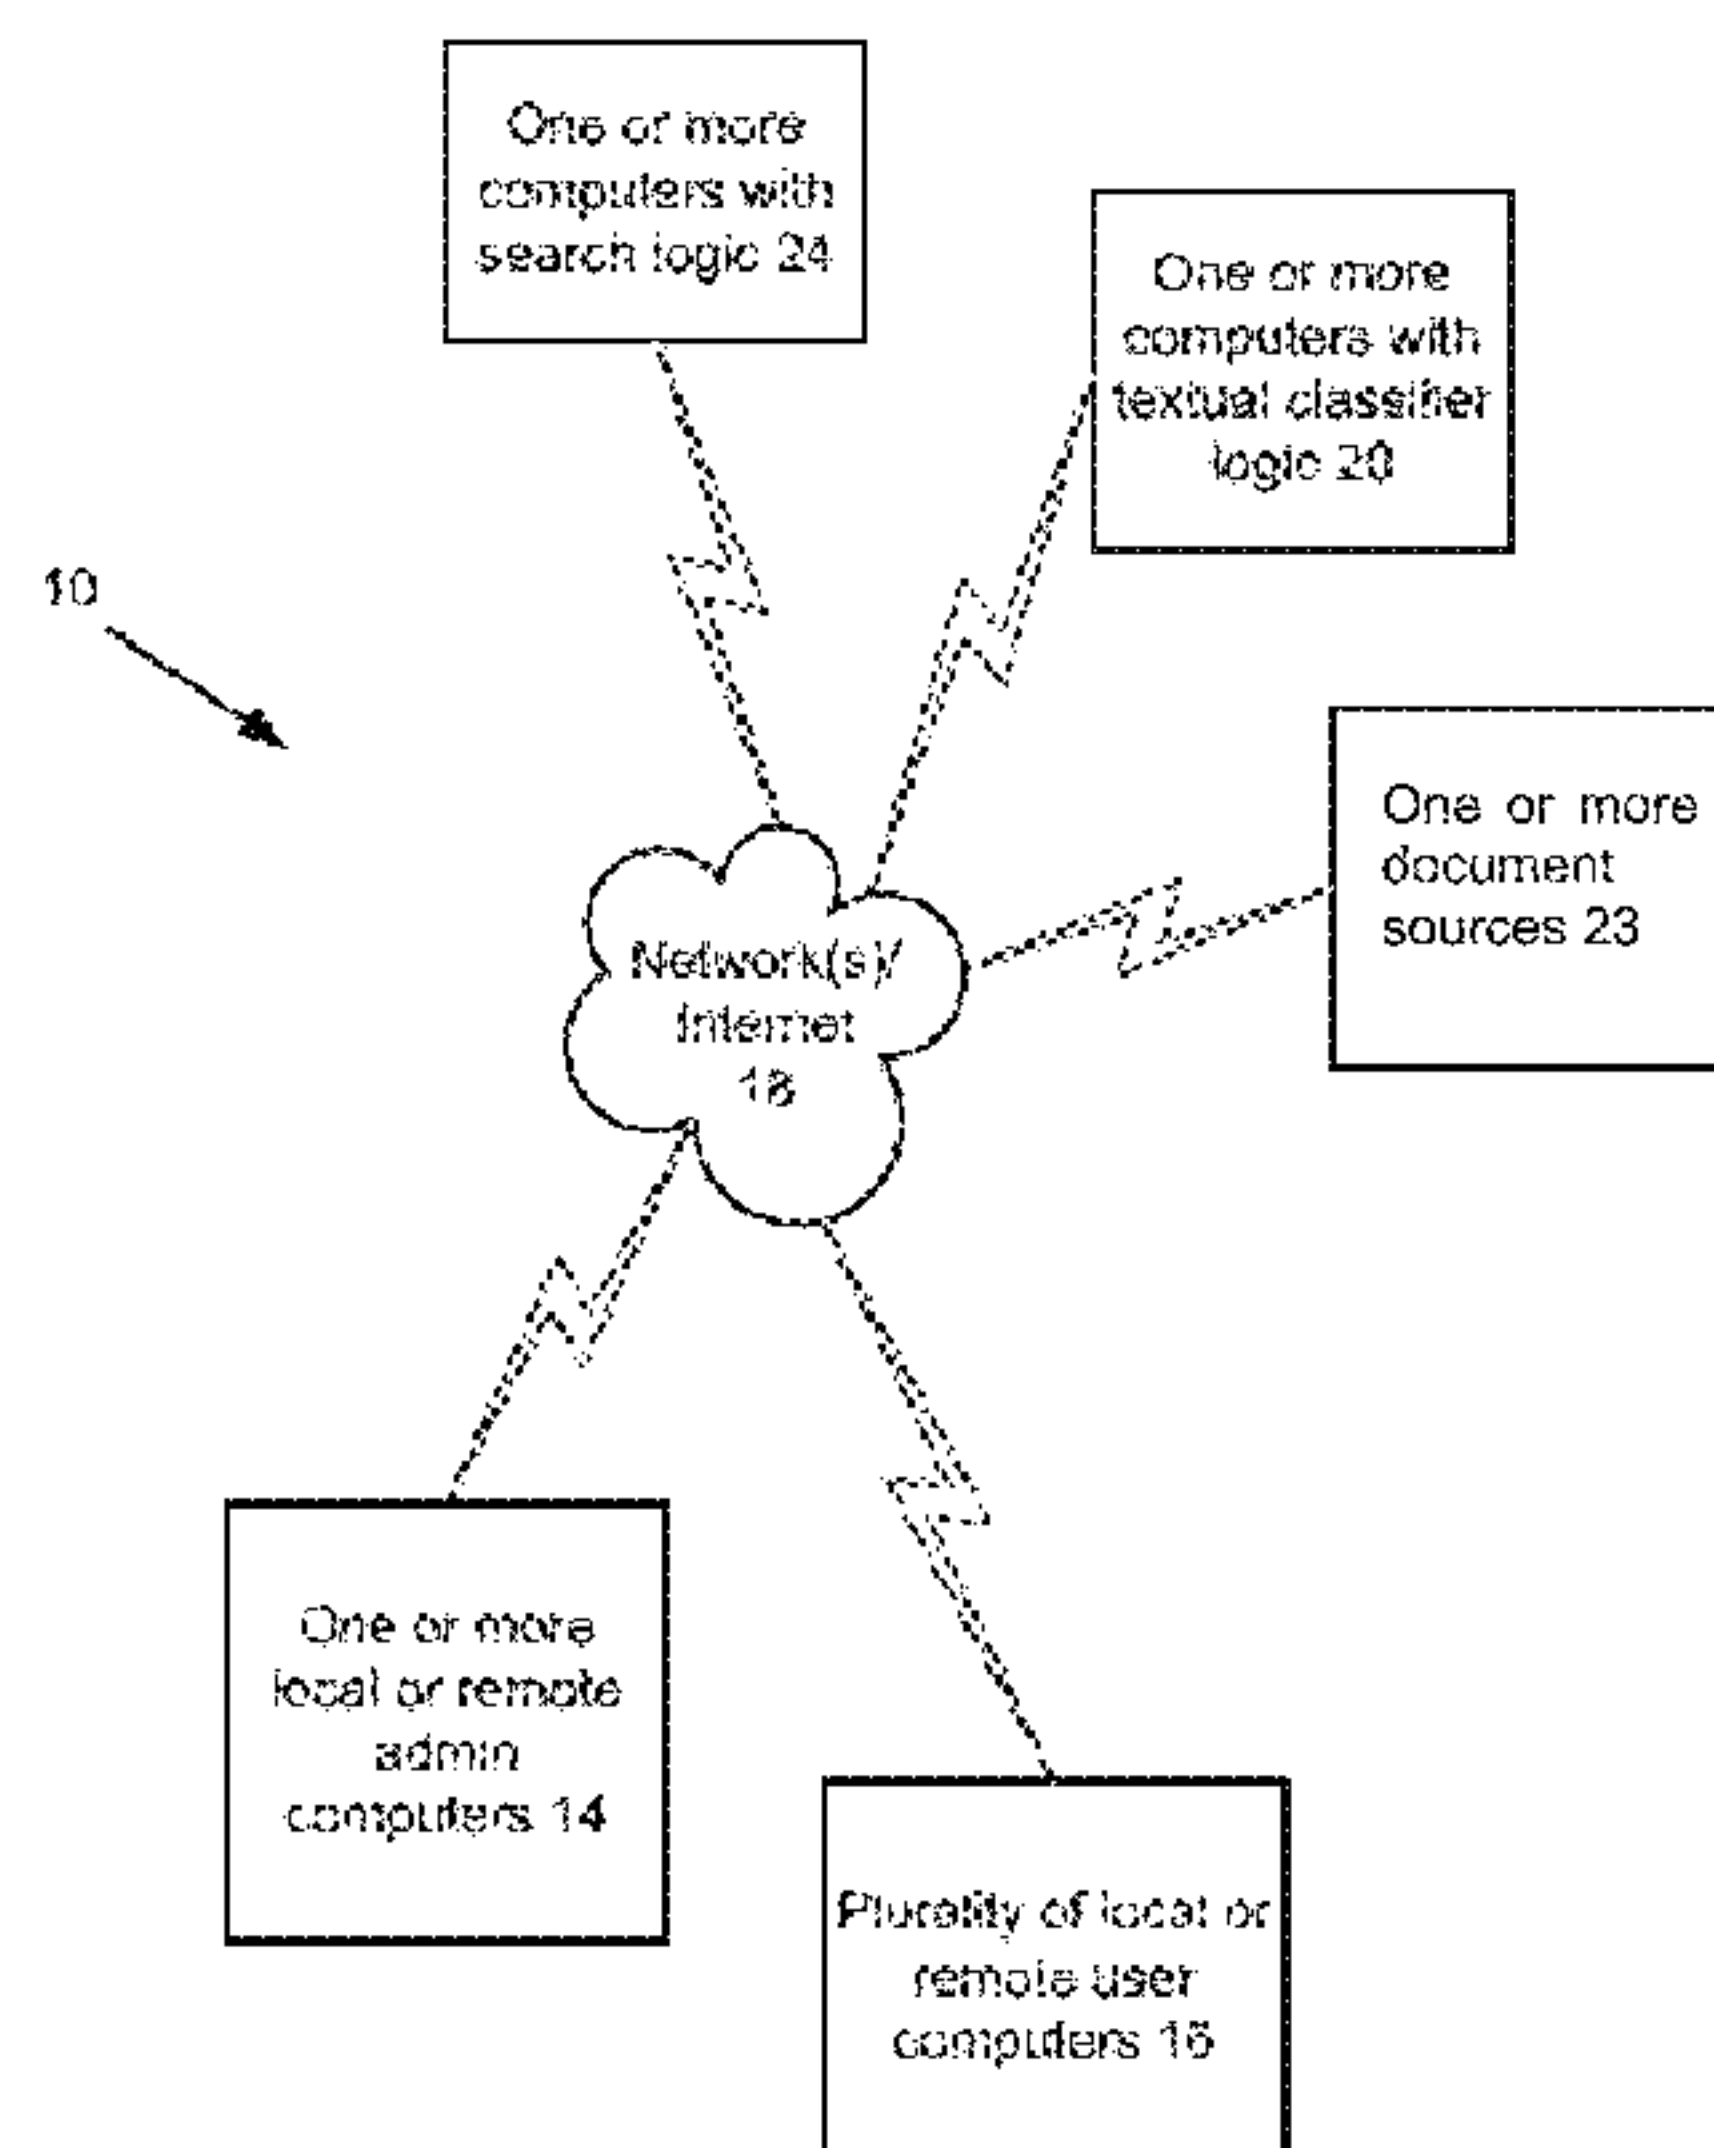 One or more
computers with
search logic 24
One or more
computers with
textual classifier
logic 20
10
One or more
document
sources 23
Network(s)/
Internet
18
One or more
local or remote
admin
computers 14
Plurality of local or
remote user
computers 16